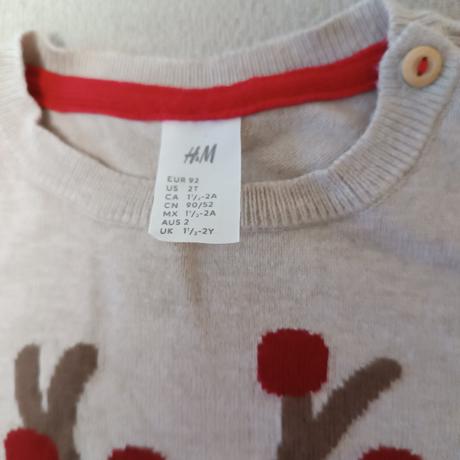 H&M
EUR 92
US 2T
CA 1½-2A
CN 90/52
MX 1½-2A
AUS 2
UK 1½-2Y